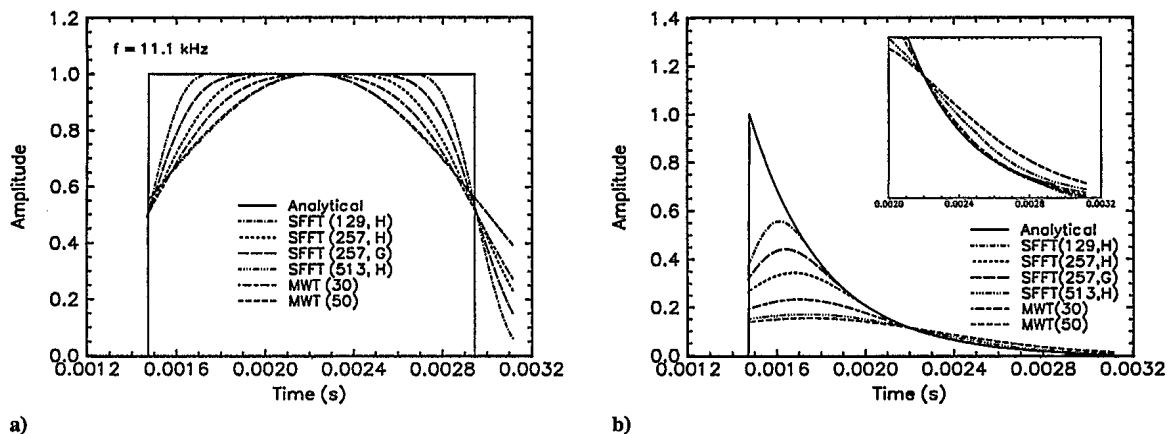 1.2
1.0
0.8
0.6
0.4
0.2
0.0
Amplitude
f = 11.1 kHz
Analytical
SFFT (129, H)
SFFT (257, H)
SFFT (257, G)
SFFT (513, H)
MWT (30)
MWT (50)
0.0012 0.0016 0.0020 0.0024 0.0028 0.0032
Time (s)
a)
1.4
1.2
1.0
0.8
0.6
0.4
0.2
0.0
Amplitude
0.0020 0.0024 0.0028 0.0032
Analytical
SFFT(129,H)
SFFT(257,H)
SFFT(257,G)
SFFT(513,H)
MWT(30)
MWT(50)
0.0012 0.0016 0.0020 0.0024 0.0028 0.0032
Time (s)
b)